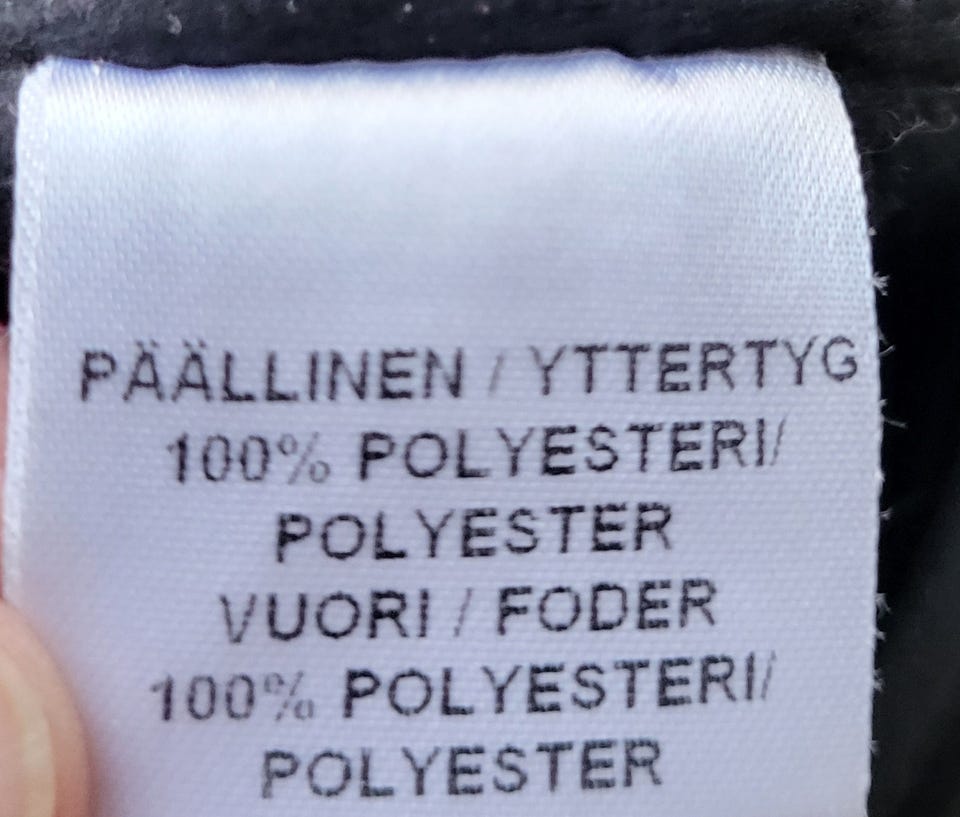 PÄÄLLINEN / YTTERTYG
100% POLYESTERI/
POLYESTER
VUORI / FODER
100% POLYESTERI/
POLYESTER